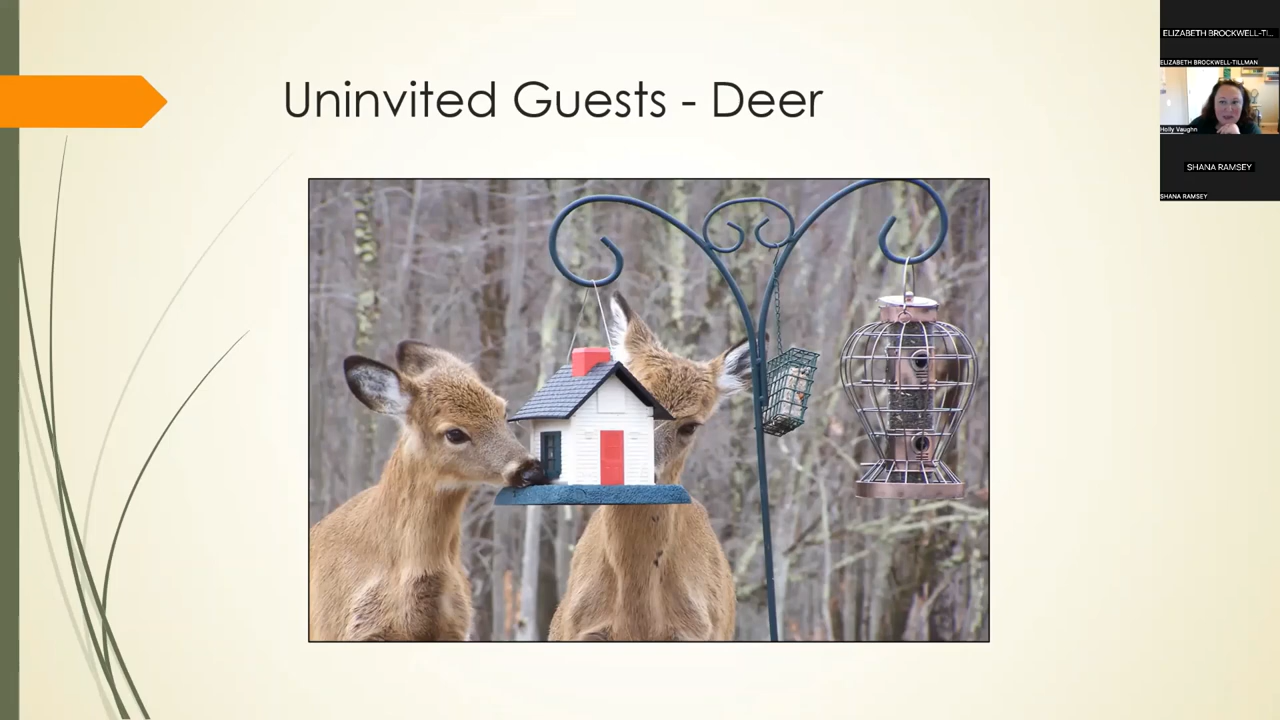 Uninvited Guests - Deer
ELIZABETH BROCKWELL-TI...
ELIZABETH BROCKWELL-TILLMAN
Holly Vaughn
SHANA RAMSEY
SHANA RAMSEY